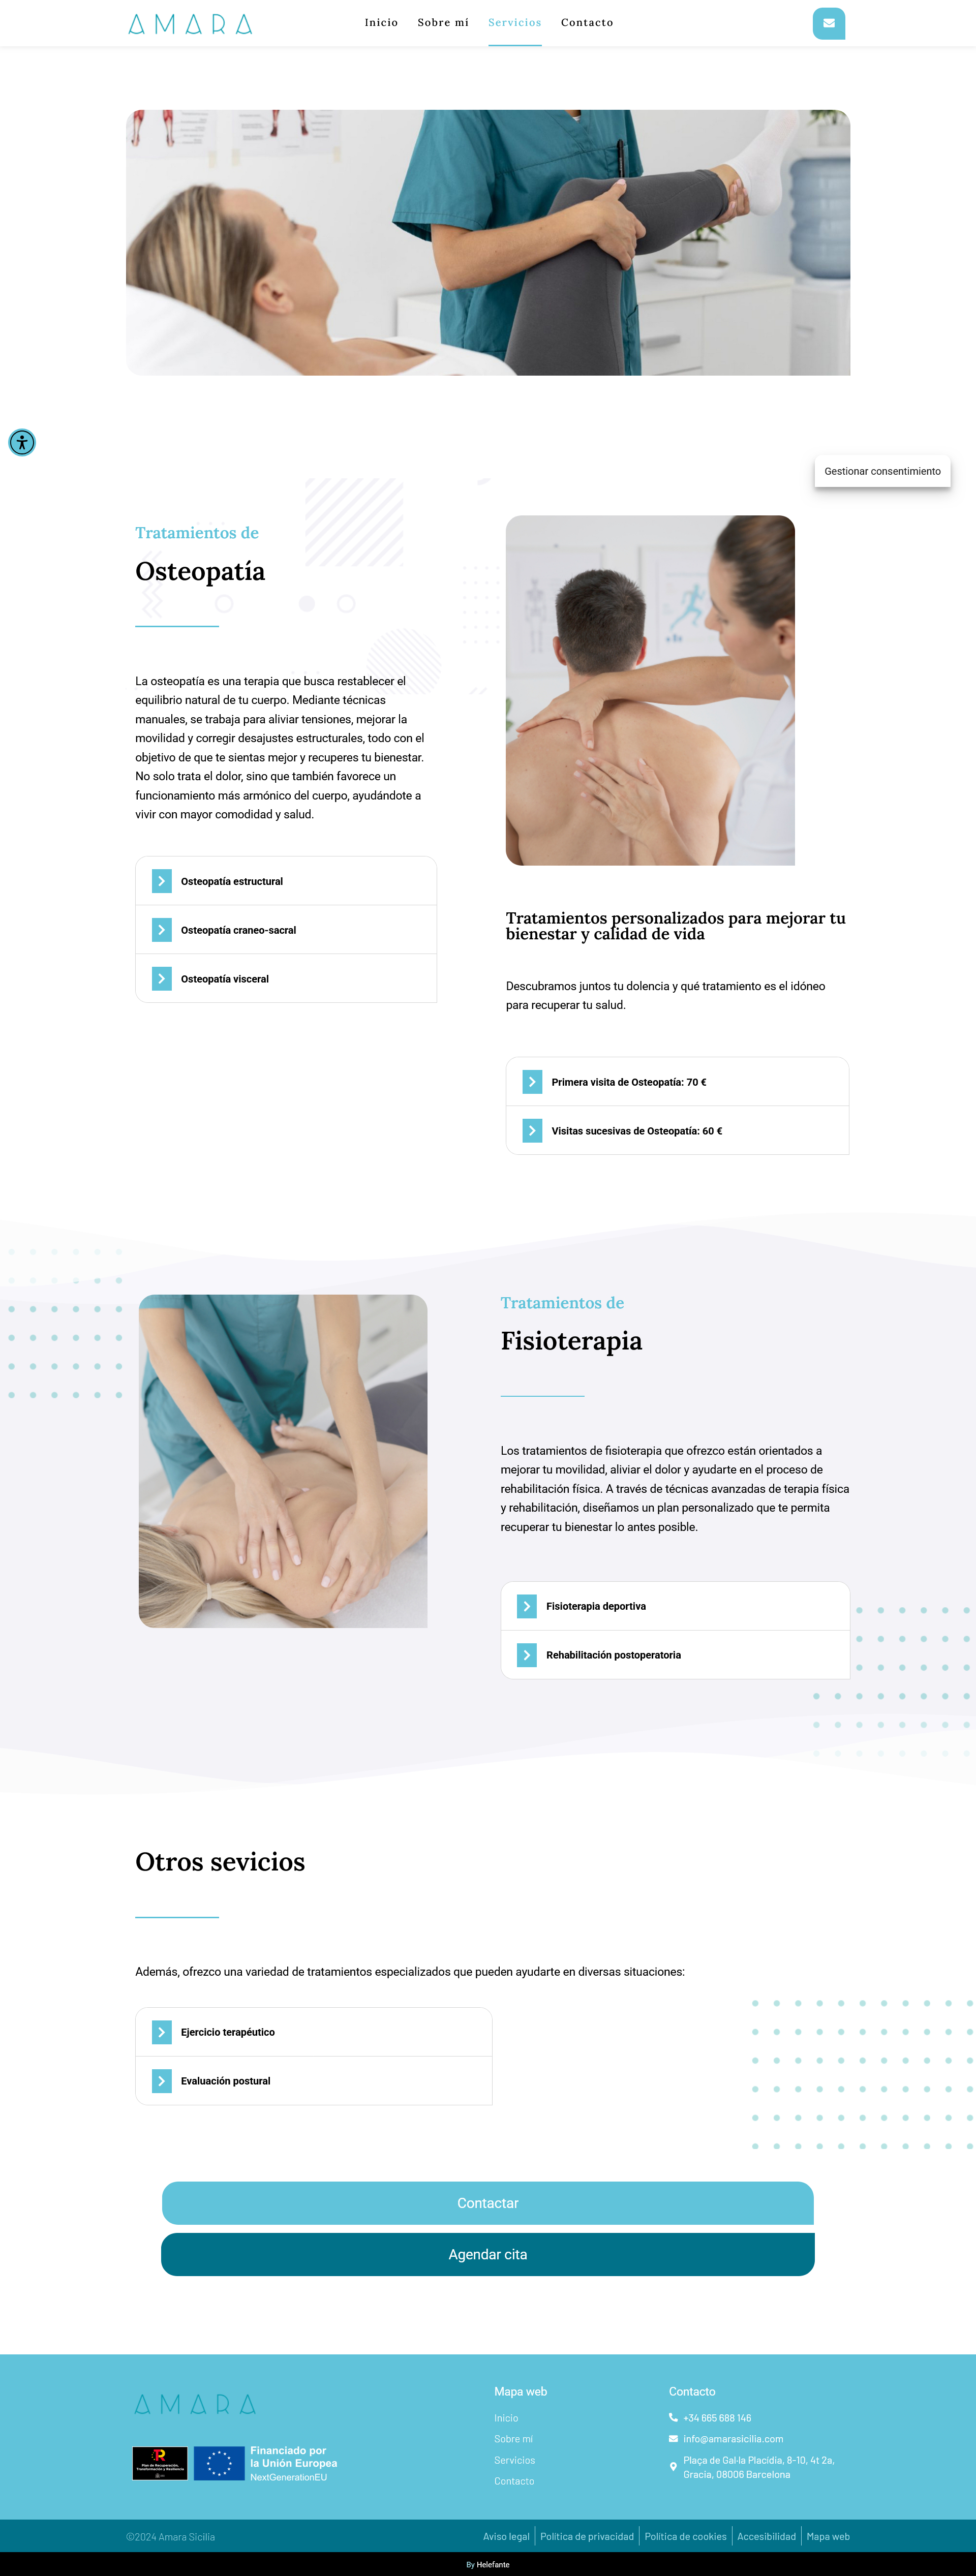 AMARA
Inicio
Sobre mi
Servicios
Contacto
Gestionar consentimiento
Tratamientos de
Osteopatía
La osteopatía es una terapia que busca restablecer el
equilibrio natural de tu cuerpo. Mediante técnicas
manuales, se trabaja para aliviar tensiones, mejorar la
movilidad y corregir desajustes estructurales, todo con el
objetivo de que te sientas mejor y recuperes tu bienestar.
No solo trata el dolor, sino que también favorece un
funcionamiento más armónico del cuerpo, ayudándote a
vivir con mayor comodidad y salud.
Osteopatía estructural
Osteopatía craneo-sacral
Osteopatía visceral
Tratamientos personalizados para mejorar tu
bienestar y calidad de vida
Descubramos juntos tu dolencia y qué tratamiento es el idóneo
para recuperar tu salud.
Primera visita de Osteopatía: 70 €
Visitas sucesivas de Osteopatía: 60 €
Tratamientos de
Fisioterapia
Los tratamientos de fisioterapia que ofrezco están orientados a
mejorar tu movilidad, aliviar el dolor y ayudarte en el proceso de
rehabilitación física. A través de técnicas avanzadas de terapia física
y rehabilitación, diseñamos un plan personalizado que te permita
recuperar tu bienestar lo antes posible.
Fisioterapia deportiva
Rehabilitación postoperatoria
Otros sevicios
Además, ofrezco una variedad de tratamientos especializados que pueden ayudarte en diversas situaciones:
Ejercicio terapéutico
Evaluación postural
Contactar
Agendar cita
AMARA
Plan de Recuperación,
Transformación y Resiliencia
Financiado por
la Unión Europea
NextGenerationEU
Mapa web
Inicio
Sobre mi
Servicios
Contacto
Contacto
+34 665 688 146
info@amarasicilia.com
Plaça de Gal·la Placídia, 8-10, 4t 2a,
Gracia, 08006 Barcelona
©2024 Amara Sicilia
Aviso legal
Política de privacidad
Política de cookies
Accesibilidad
Mapa web
By Helefante